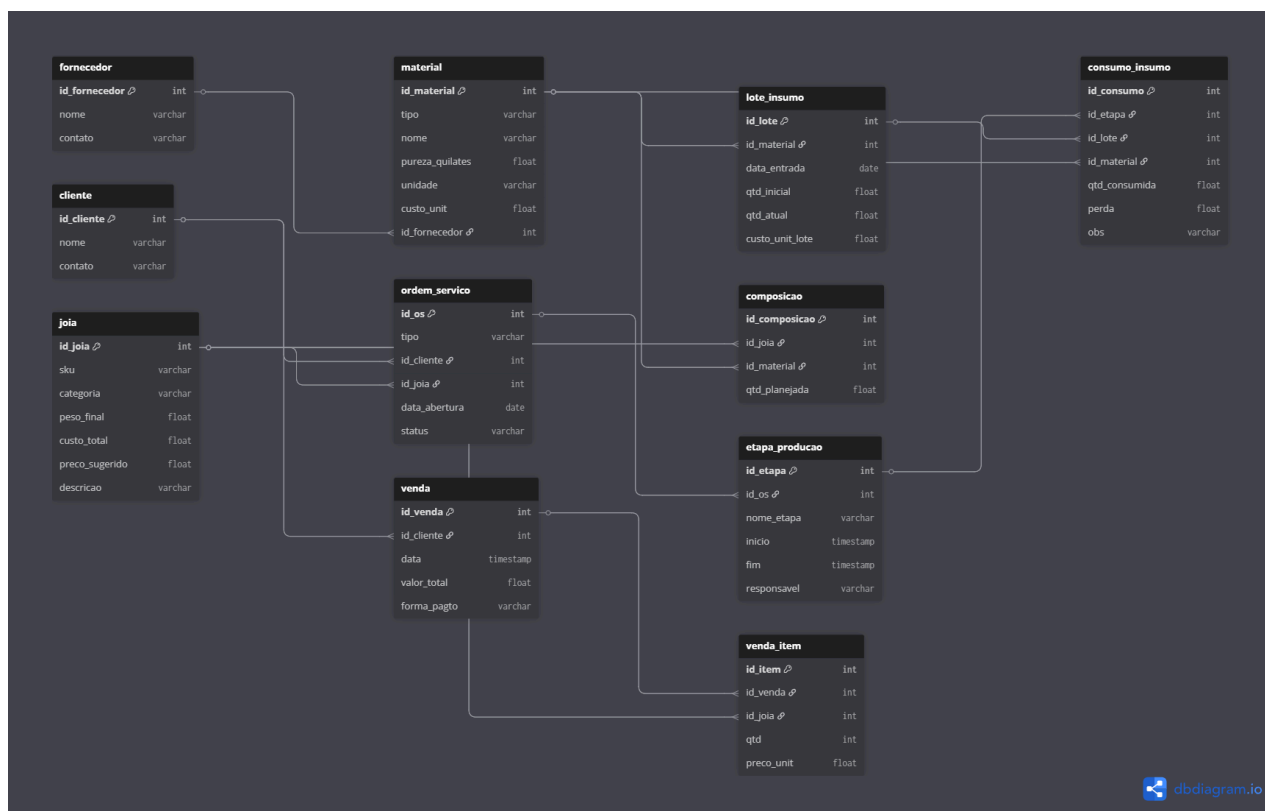 fornecedor
id_fornecedor int
nome varchar
contato varchar
cliente
id_cliente int
nome varchar
contato varchar
joia
id_joia int
sku varchar
categoria varchar
peso_final float
custo_total float
preco_sugerido float
descricao varchar
material
id_material int
tipo varchar
nome varchar
pureza_quilates float
unidade varchar
custo_unit float
id_fornecedor int
ordem_servico
id_os int
tipo varchar
id_cliente int
id_joia int
data_abertura date
status varchar
venda
id_venda int
id_cliente int
data timestamp
valor_total float
forma_pagto varchar
lote_insumo
id_lote int
id_material int
data_entrada date
qtd_inicial float
qtd_atual float
custo_unit_lote float
composicao
id_composicao int
id_joia int
id_material int
qtd_planejada float
etapa_producao
id_etapa int
id_os int
nome_etapa varchar
inicio timestamp
fim timestamp
responsavel varchar
venda_item
id_item int
id_venda int
id_joia int
qtd int
preco_unit float
consumo_insumo
id_consumo int
id_etapa int
id_lote int
id_material int
qtd_consumida float
perda float
obs varchar
dbdiagram.io